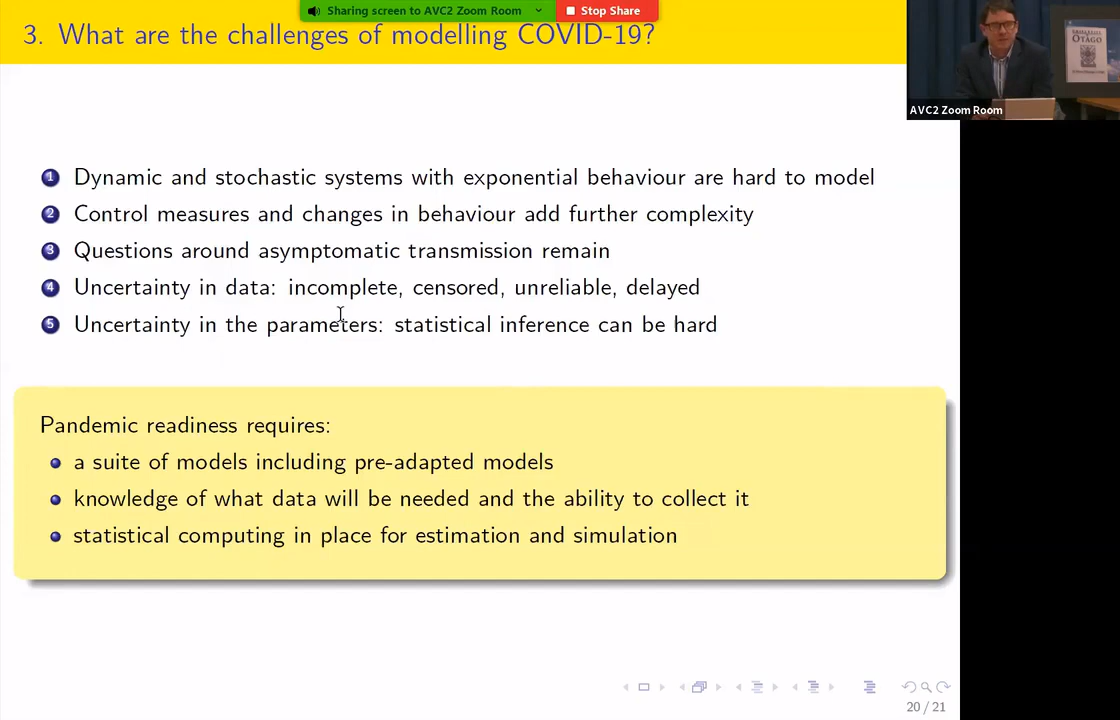 Sharing screen to AVC2 Zoom Room
Stop Share
3. What are the challenges of modelling COVID-19?
OTAGO
AVC2 Zoom Room
1 Dynamic and stochastic systems with exponential behaviour are hard to model
2 Control measures and changes in behaviour add further complexity
3 Questions around asymptomatic transmission remain
4 Uncertainty in data: incomplete, censored, unreliable, delayed
5 Uncertainty in the parameters: statistical inference can be hard
Pandemic readiness requires:
a suite of models including pre-adapted models
knowledge of what data will be needed and the ability to collect it
statistical computing in place for estimation and simulation
20 / 21